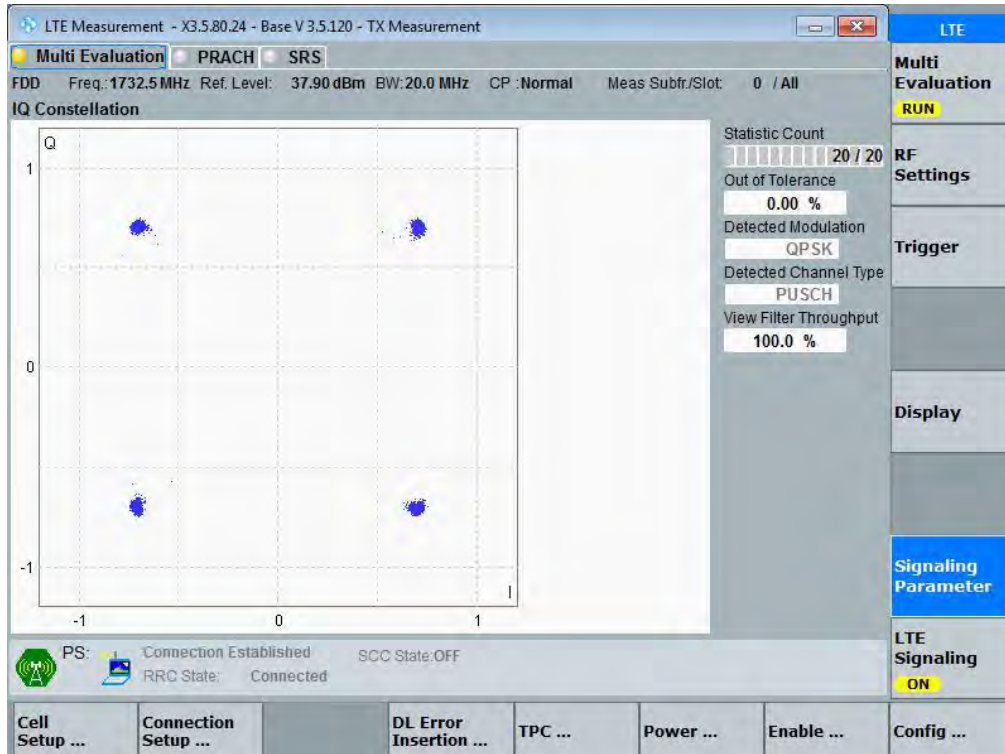 LTE Measurement - X3.5.80.24 - Base V 3.5.120 - TX Measurement
LTE
Multi Evaluation PRACH SRS
FDD Freq.:1732.5 MHz Ref. Level: 37.90 dBm BW:20.0 MHz CP :Normal Meas Subfr./Slot: 0 / All
IQ Constellation
Q
1
0
-1
-1 0 1
I
Statistic Count
20 / 20
Out of Tolerance
0.00 %
Detected Modulation
QPSK
Detected Channel Type
PUSCH
View Filter Throughput
100.0 %
Multi
Evaluation
RUN
RF
Settings
Trigger
Display
Signaling
Parameter
LTE
Signaling
ON
PS: Connection Established SCC State:OFF
RRC State: Connected
Cell
Setup ...
Connection
Setup ...
DL Error
Insertion ...
TPC ...
Power ...
Enable ...
Config ...